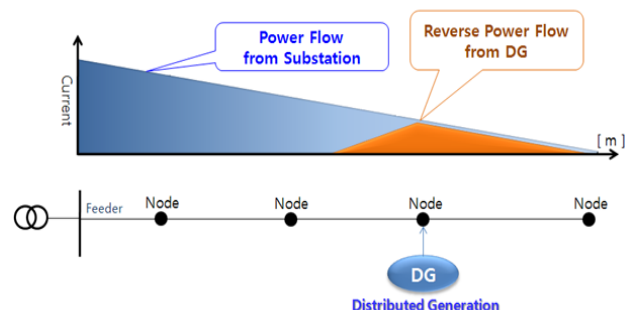 Power Flow
from Substation
Reverse Power Flow
from DG
Current
[ m ]
Feeder
Node
Node
Node
Node
DG
Distributed Generation